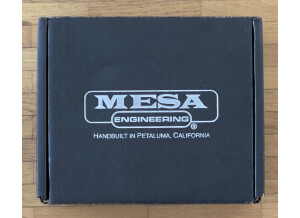 MESA
ENGINEERING®
HANDBUILT IN PETALUMA, CALIFORNIA